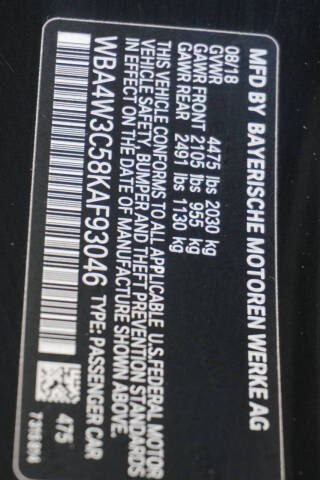 MFD BY BAYERISCHE MOTOREN WERKE AG
08/18
GVWR 4475 lbs 2030 kg
GAWR FRONT 2105 lbs 955 kg
GAWR REAR 2491 lbs 1130 kg
THIS VEHICLE CONFORMS TO ALL APPLICABLE U.S. FEDERAL MOTOR
VEHICLE SAFETY, BUMPER AND THEFT PREVENTION STANDARDS
IN EFFECT ON THE DATE OF MANUFACTURE SHOWN ABOVE.
WBA4W3C58KAF93046 TYPE: PASSENGER CAR
475